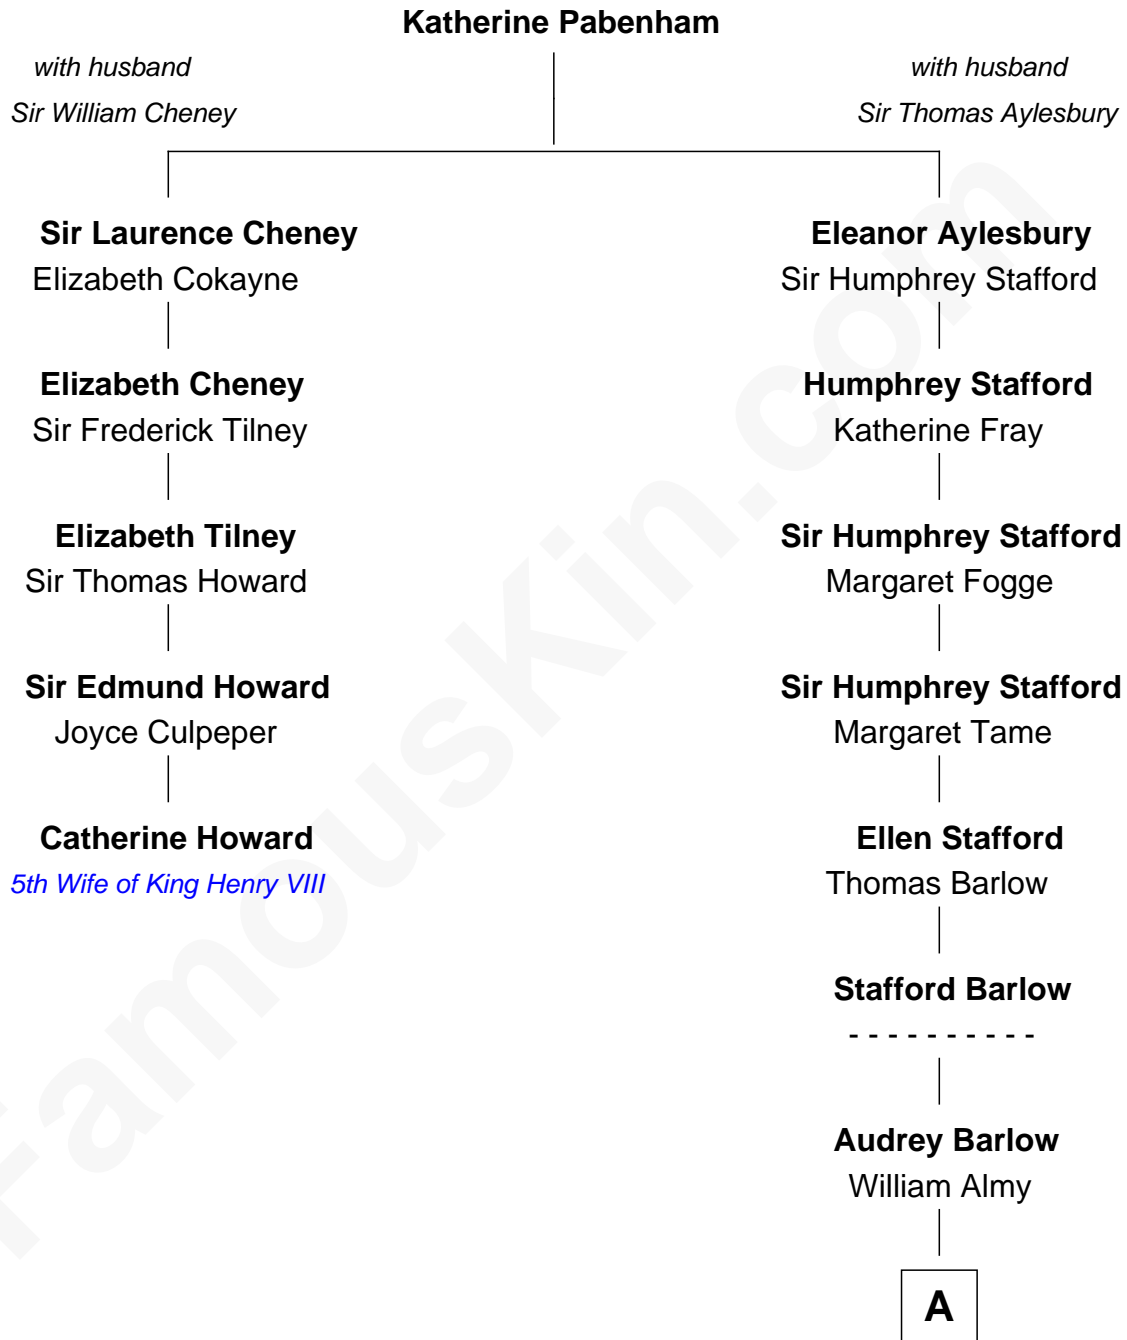 Katherine Pabenham
with husband
Sir William Cheney
with husband
Sir Thomas Aylesbury
Sir Laurence Cheney
Elizabeth Cokayne
Elizabeth Cheney
Sir Frederick Tilney
Elizabeth Tilney
Sir Thomas Howard
Sir Edmund Howard
Joyce Culpeper
Catherine Howard
5th Wife of King Henry VIII
Eleanor Aylesbury
Sir Humphrey Stafford
Humphrey Stafford
Katherine Fray
Sir Humphrey Stafford
Margaret Fogge
Sir Humphrey Stafford
Margaret Tame
Ellen Stafford
Thomas Barlow
Stafford Barlow
- - - - - - - - - -
Audrey Barlow
William Almy
A
FamousKin.com